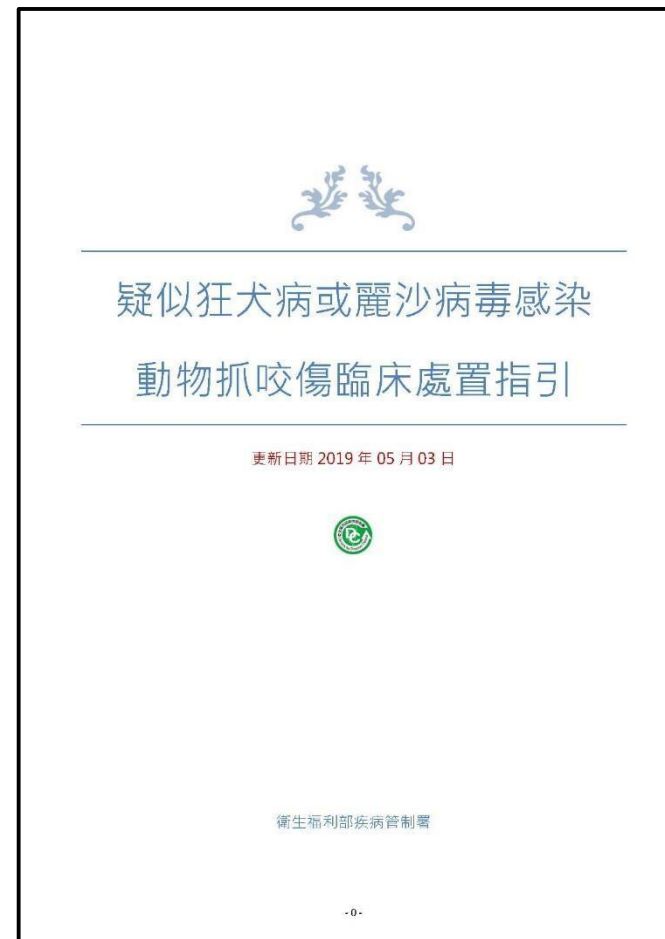 疑似狂犬病或麗沙病毒感染
動物抓咬傷臨床處置指引
更新日期 2019 年 05 月 03 日
衛生福利部疾病管制署
- 0 -